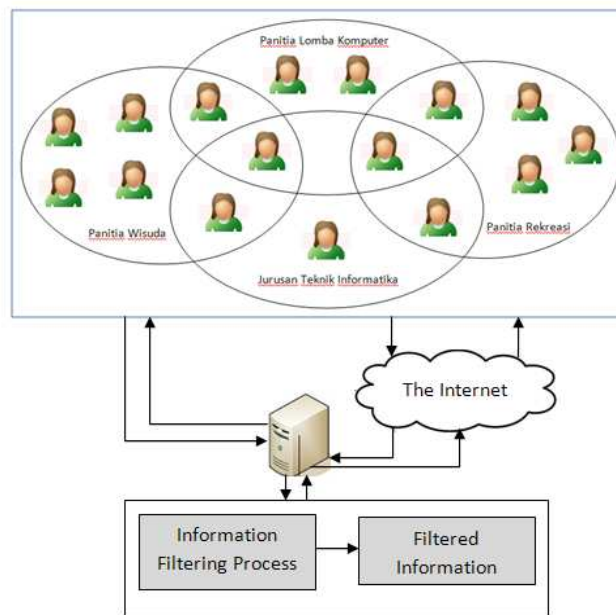 Panitia Lomba Komputer
Panitia Wisuda
Panitia Rekreasi
Jurusan Teknik Informatika
The Internet
Information
Filtering Process
Filtered
Information